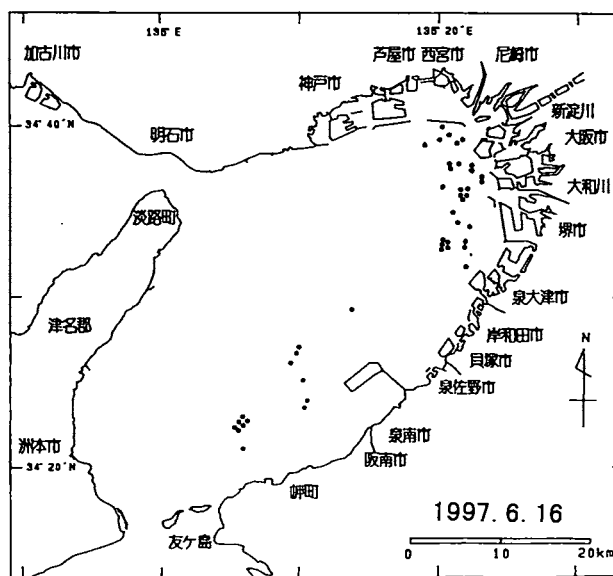 135°E
135°20'E
加古川市
芦屋市 西宮市 尼崎市
神戸市
新淀川
34°40'N
明石市
大阪市
大和川
淡路町
堺市
泉大津市
津名郡
岸和田市
N
貝塚市
泉佐野市
洲本市
泉南市
34°20'N
阪南市
岬町
1997.6.16
友ケ島
0 10 20km